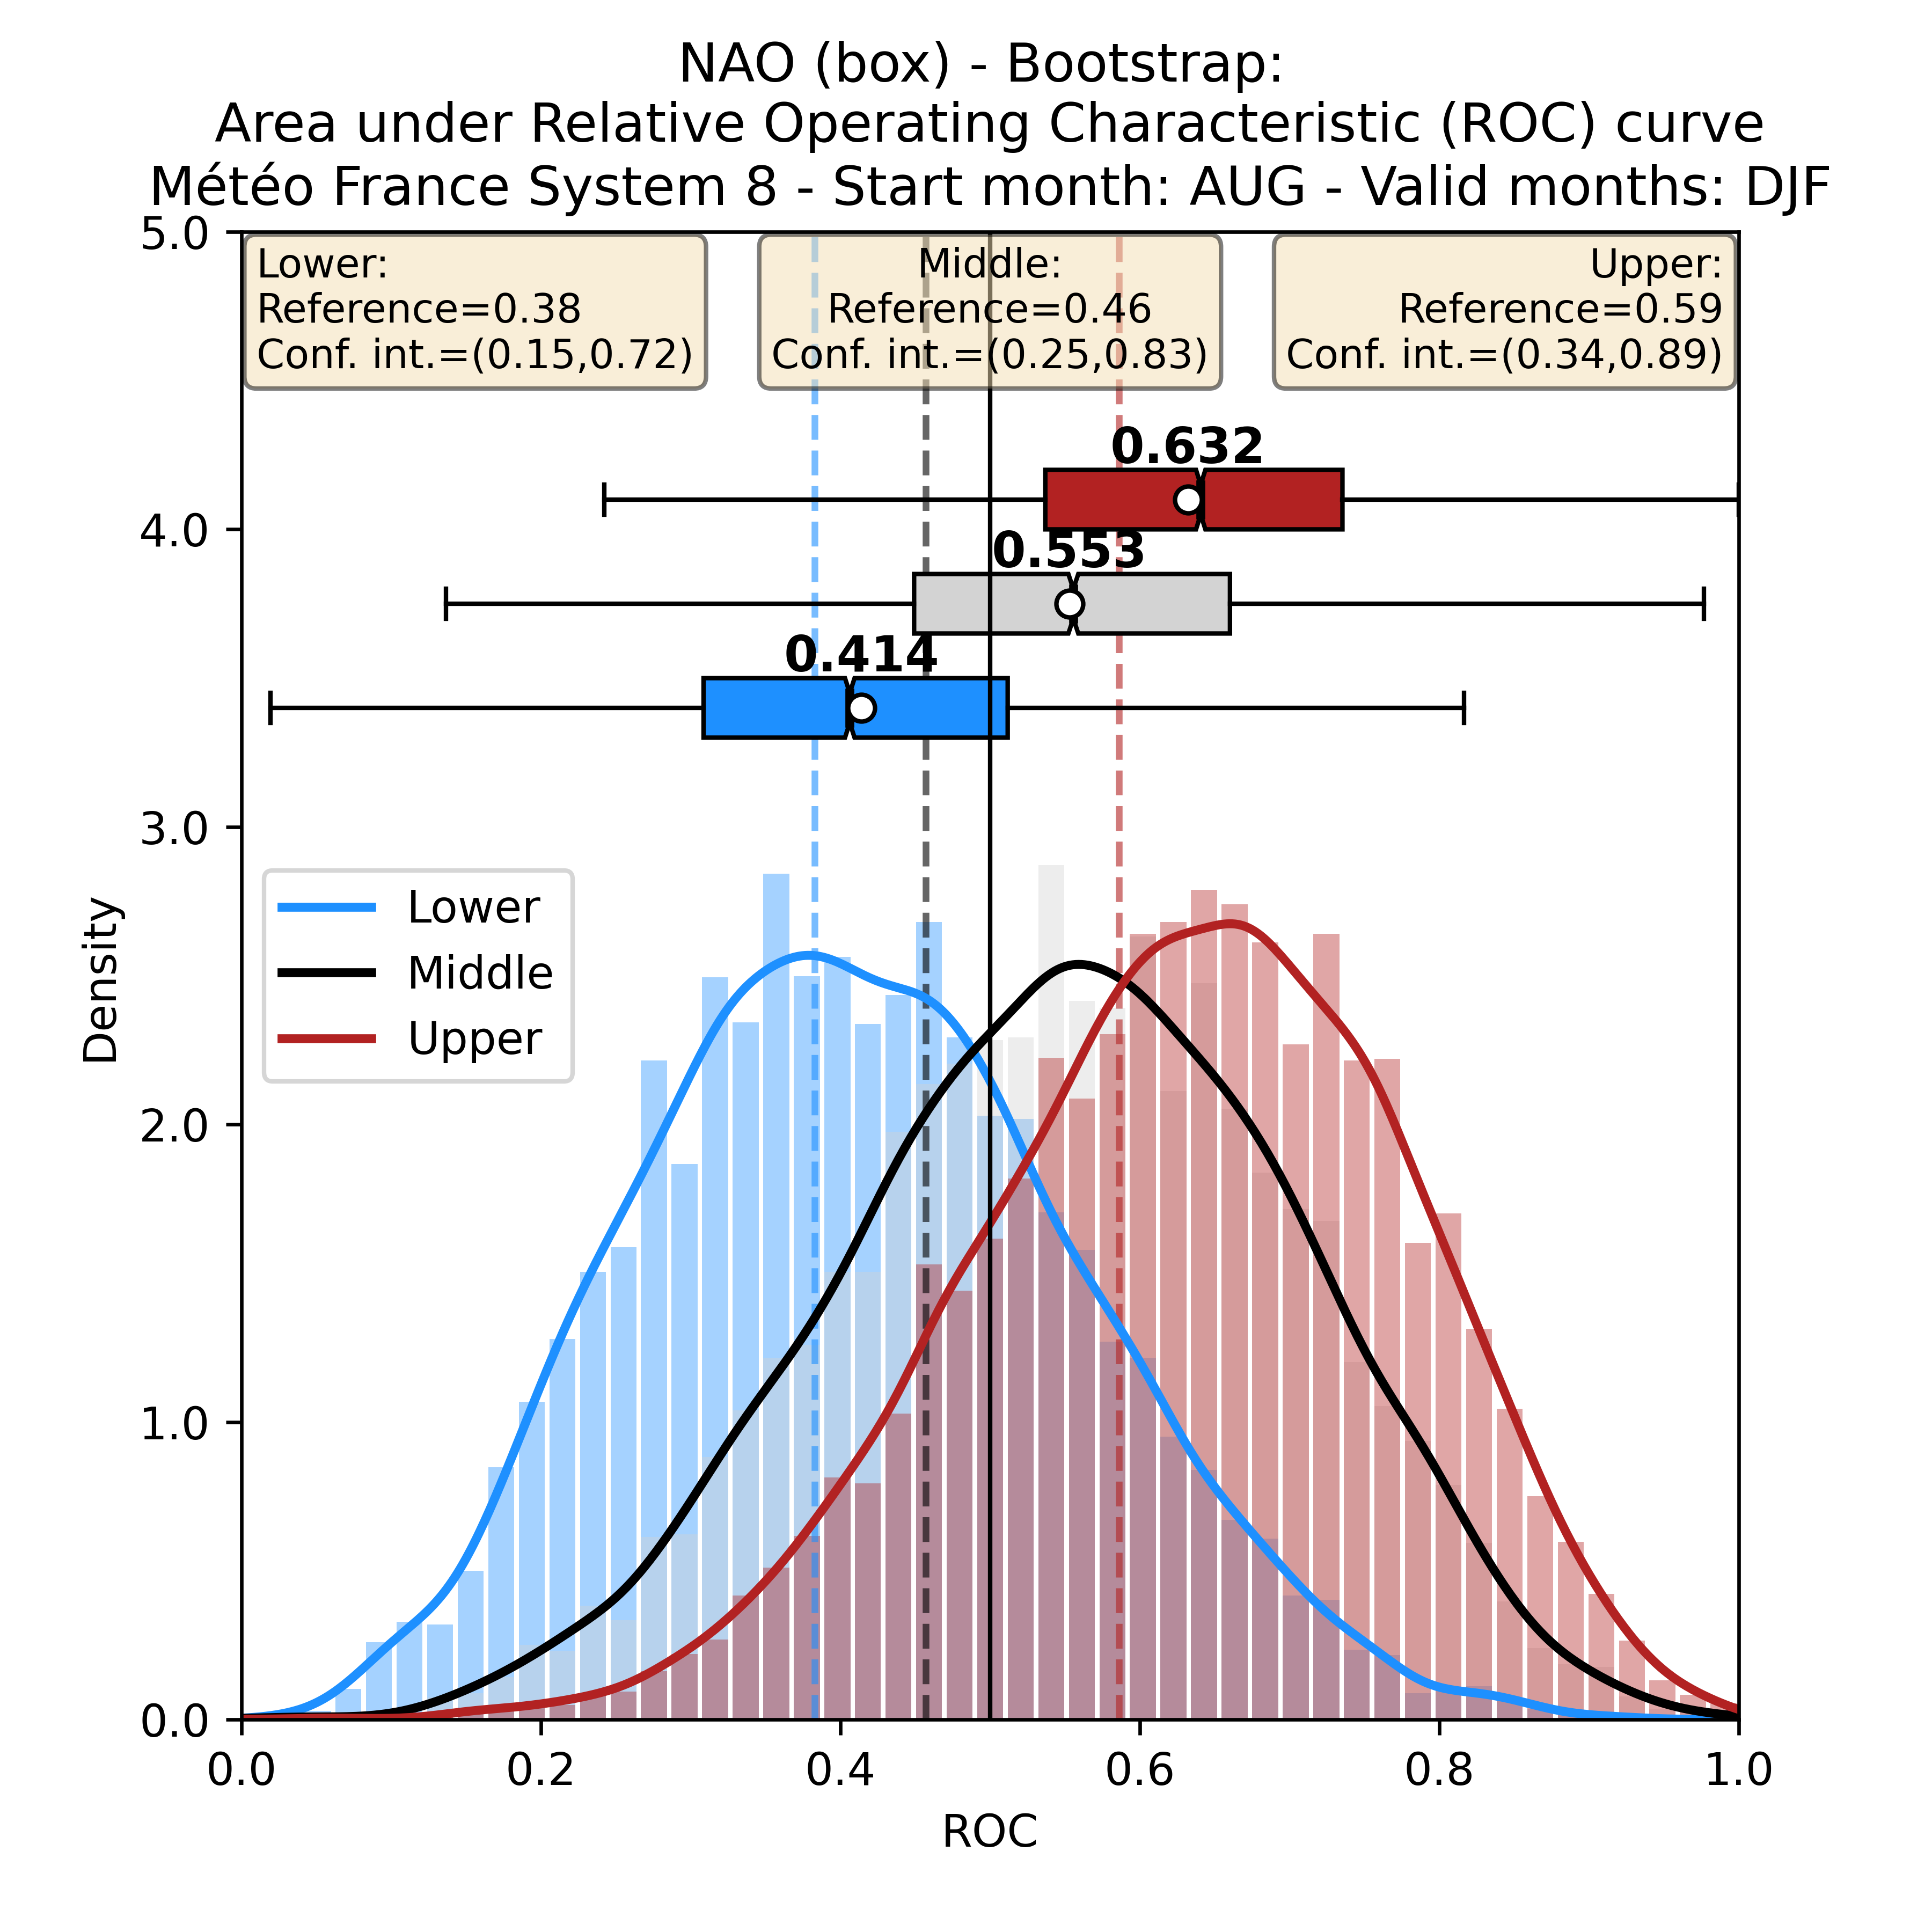 NAO (box) - Bootstrap:
Area under Relative Operating Characteristic (ROC) curve
Météo France System 8 - Start month: AUG - Valid months: DJF
Lower:
Reference=0.38
Conf. int.=(0.15,0.72)
Middle:
Reference=0.46
Conf. int.=(0.25,0.83)
Upper:
Reference=0.59
Conf. int.=(0.34,0.89)
0.632
0.553
0.414
Lower
Middle
Upper
Density
5.0
4.0
3.0
2.0
1.0
0.0
0.0 0.2 0.4 0.6 0.8 1.0
ROC